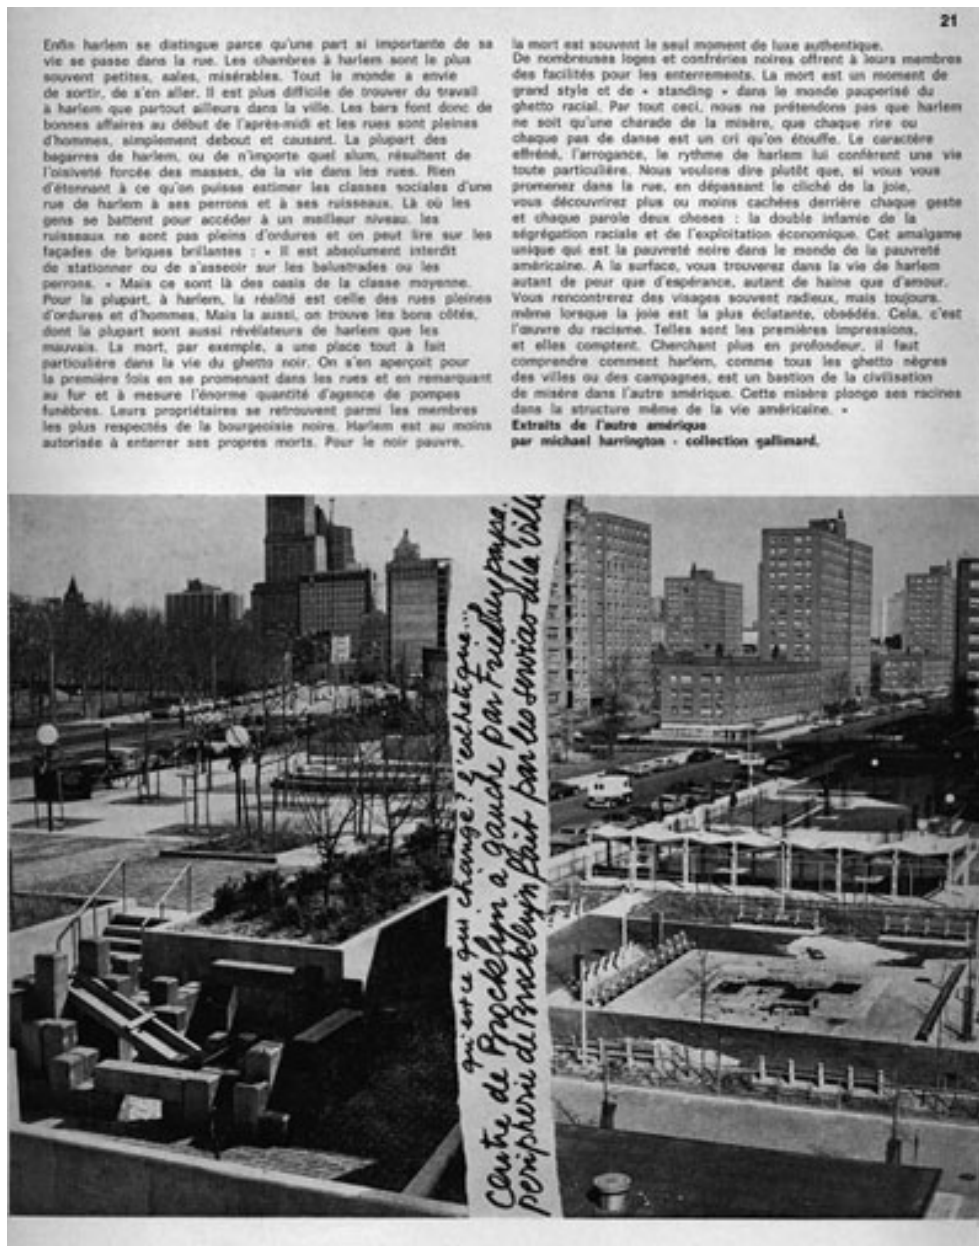 21
Enfin harlem se distingue parce qu'une part si importante de sa
vie se passe dans la rue. Les chambres à harlem sont le plus
souvent petites, sales, misérables. Tout le monde a envie
de sortir, de s'en aller. Il est plus difficile de trouver du travail
à harlem que partout ailleurs dans la ville. Les bars font donc de
bonnes affaires au début de l'après-midi et les rues sont pleines
d'hommes, simplement debout et causant. La plupart des
bagarres de harlem, ou de n'importe quel slum, résultent de
l'oisiveté forcée des masses, de la vie dans les rues. Rien
d'étonnant à ce qu'on puisse estimer les classes sociales d'une
rue de harlem à ses perrons et à ses ruisseaux. Là où les
gens se battent pour accéder à un meilleur niveau, les
ruisseaux ne sont pas pleins d'ordures et on peut lire sur les
façades de briques brillantes : « Il est absolument interdit
de stationner ou de s'asseoir sur les balustrades ou les
perrons. » Mais ce sont là des oasis de la classe moyenne.
Pour la plupart, à harlem, la réalité est celle des rues pleines
d'ordures et d'hommes. Mais la aussi, on trouve les bons côtés,
dont la plupart sont aussi révélateurs de harlem que les
mauvais. La mort, par exemple, a une place tout à fait
particulière dans la vie du ghetto noir. On s'en aperçoit pour
la première fois en se promenant dans les rues et en remarquant
au fur et à mesure l'énorme quantité d'agence de pompes
funèbres. Leurs propriétaires se retrouvent parmi les membres
les plus respectés de la bourgeoisie noire. Harlem est au moins
autorisée à enterrer ses propres morts. Pour le noir pauvre,
la mort est souvent le seul moment de luxe authentique.
De nombreuses loges et confréries noires offrent à leurs membres
des facilités pour les enterrements. La mort est un moment de
grand style et de « standing » dans le monde paupérisé du
ghetto racial. Par tout ceci, nous ne prétendons pas que harlem
ne soit qu'une charade de la misère, que chaque rire ou
chaque pas de danse est un cri qu'on étouffe. Le caractère
effréné, l'arrogance, le rythme de harlem lui confèrent une vie
toute particulière. Nous voulons dire plutôt que, si vous vous
promenez dans la rue, en dépassant le cliché de la joie,
vous découvrirez plus ou moins cachées derrière chaque geste
et chaque parole deux choses : la double infamie de la
ségrégation raciale et de l'exploitation économique. Cet amalgame
unique qui est la pauvreté noire dans le monde de la pauvreté
américaine. A la surface, vous trouverez dans la vie de harlem
autant de peur que d'espérance, autant de haine que d'amour.
Vous rencontrerez des visages souvent radieux, mais toujours,
même lorsque la joie est la plus éclatante, obsédés. Cela, c'est
l'œuvre du racisme. Telles sont les premières impressions,
et elles comptent. Cherchant plus en profondeur, il faut
comprendre comment harlem, comme tous les ghetto nègres
des villes ou des campagnes, est un bastion de la civilisation
de misère dans l'autre amérique. Cette misère plonge ses racines
dans la structure même de la vie américaine. »
Extraits de l'autre amérique
par michael harrington - collection gallimard.
qu'est ce qui change ? l'esthetique...
Centre de Brooklyn à gauche par Friedberg paysa.
peripherie de Brooklyn fait par les services de la ville